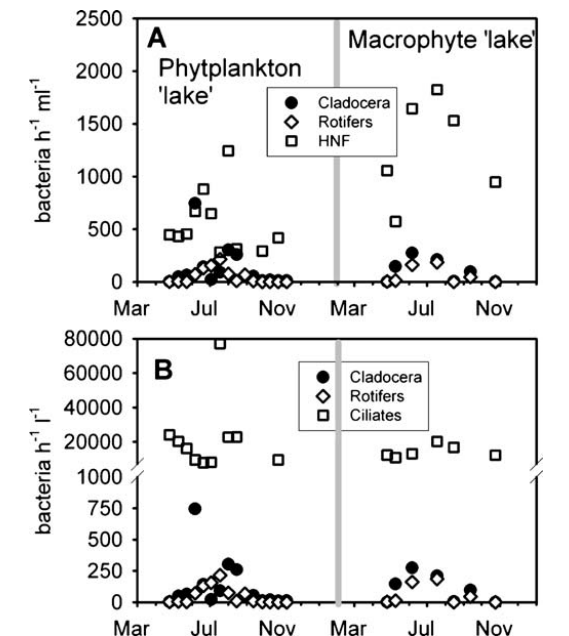 2500
A
Macrophyte 'lake'
Phytplankton
'lake'
2000
Cladocera
Rotifers
HNF
1500
1000
500
0
bacteria h-1 ml-1
Mar Jul Nov Mar Jul Nov
80000
B
60000
Cladocera
Rotifers
Ciliates
40000
20000
1000
750
500
250
0
bacteria h-1 l-1
Mar Jul Nov Mar Jul Nov